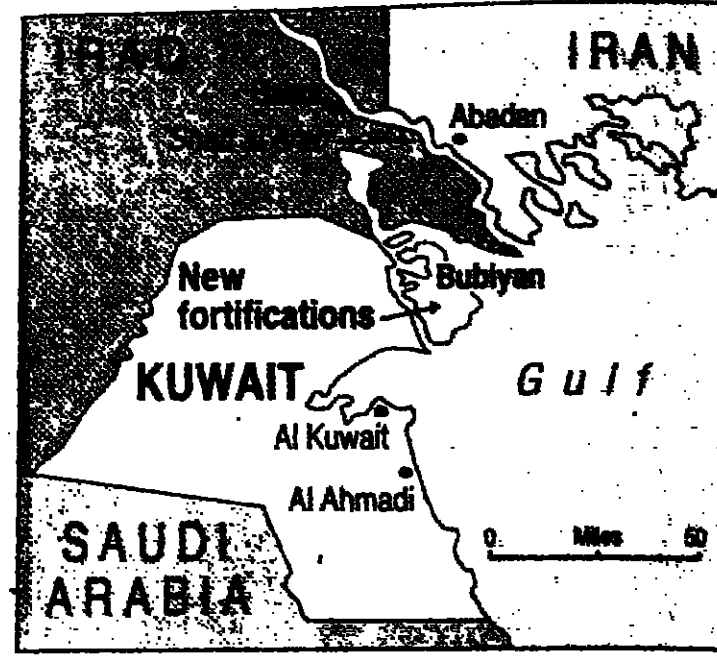 IRAQ
IRAN
Abadan
New
fortifications
Bubiyan
KUWAIT
Gulf
Al Kuwait
Al Ahmadi
0 Miles 50
SAUDI
ARABIA